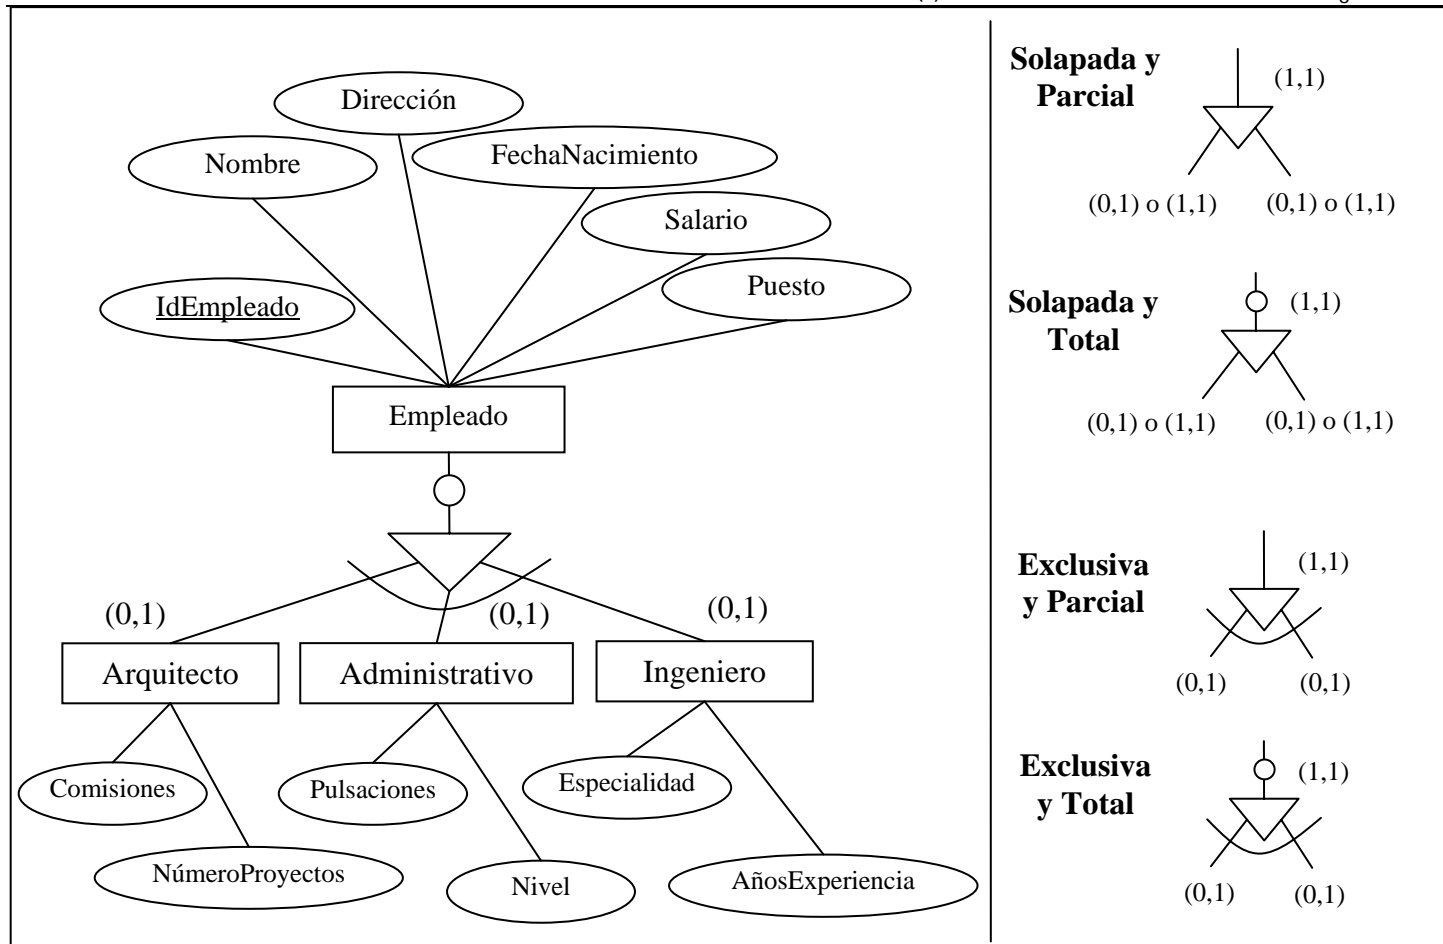 Dirección
Nombre
FechaNacimiento
Salario
Puesto
IdEmpleado
Empleado
(0,1)
(0,1)
(0,1)
Arquitecto
Administrativo
Ingeniero
Comisiones
Pulsaciones
Especialidad
NúmeroProyectos
Nivel
AñosExperiencia
Solapada y
Parcial
(1,1)
(0,1) o (1,1)
(0,1) o (1,1)
Solapada y
Total
(1,1)
(0,1) o (1,1)
(0,1) o (1,1)
Exclusiva
y Parcial
(1,1)
(0,1)
(0,1)
Exclusiva
y Total
(1,1)
(0,1)
(0,1)